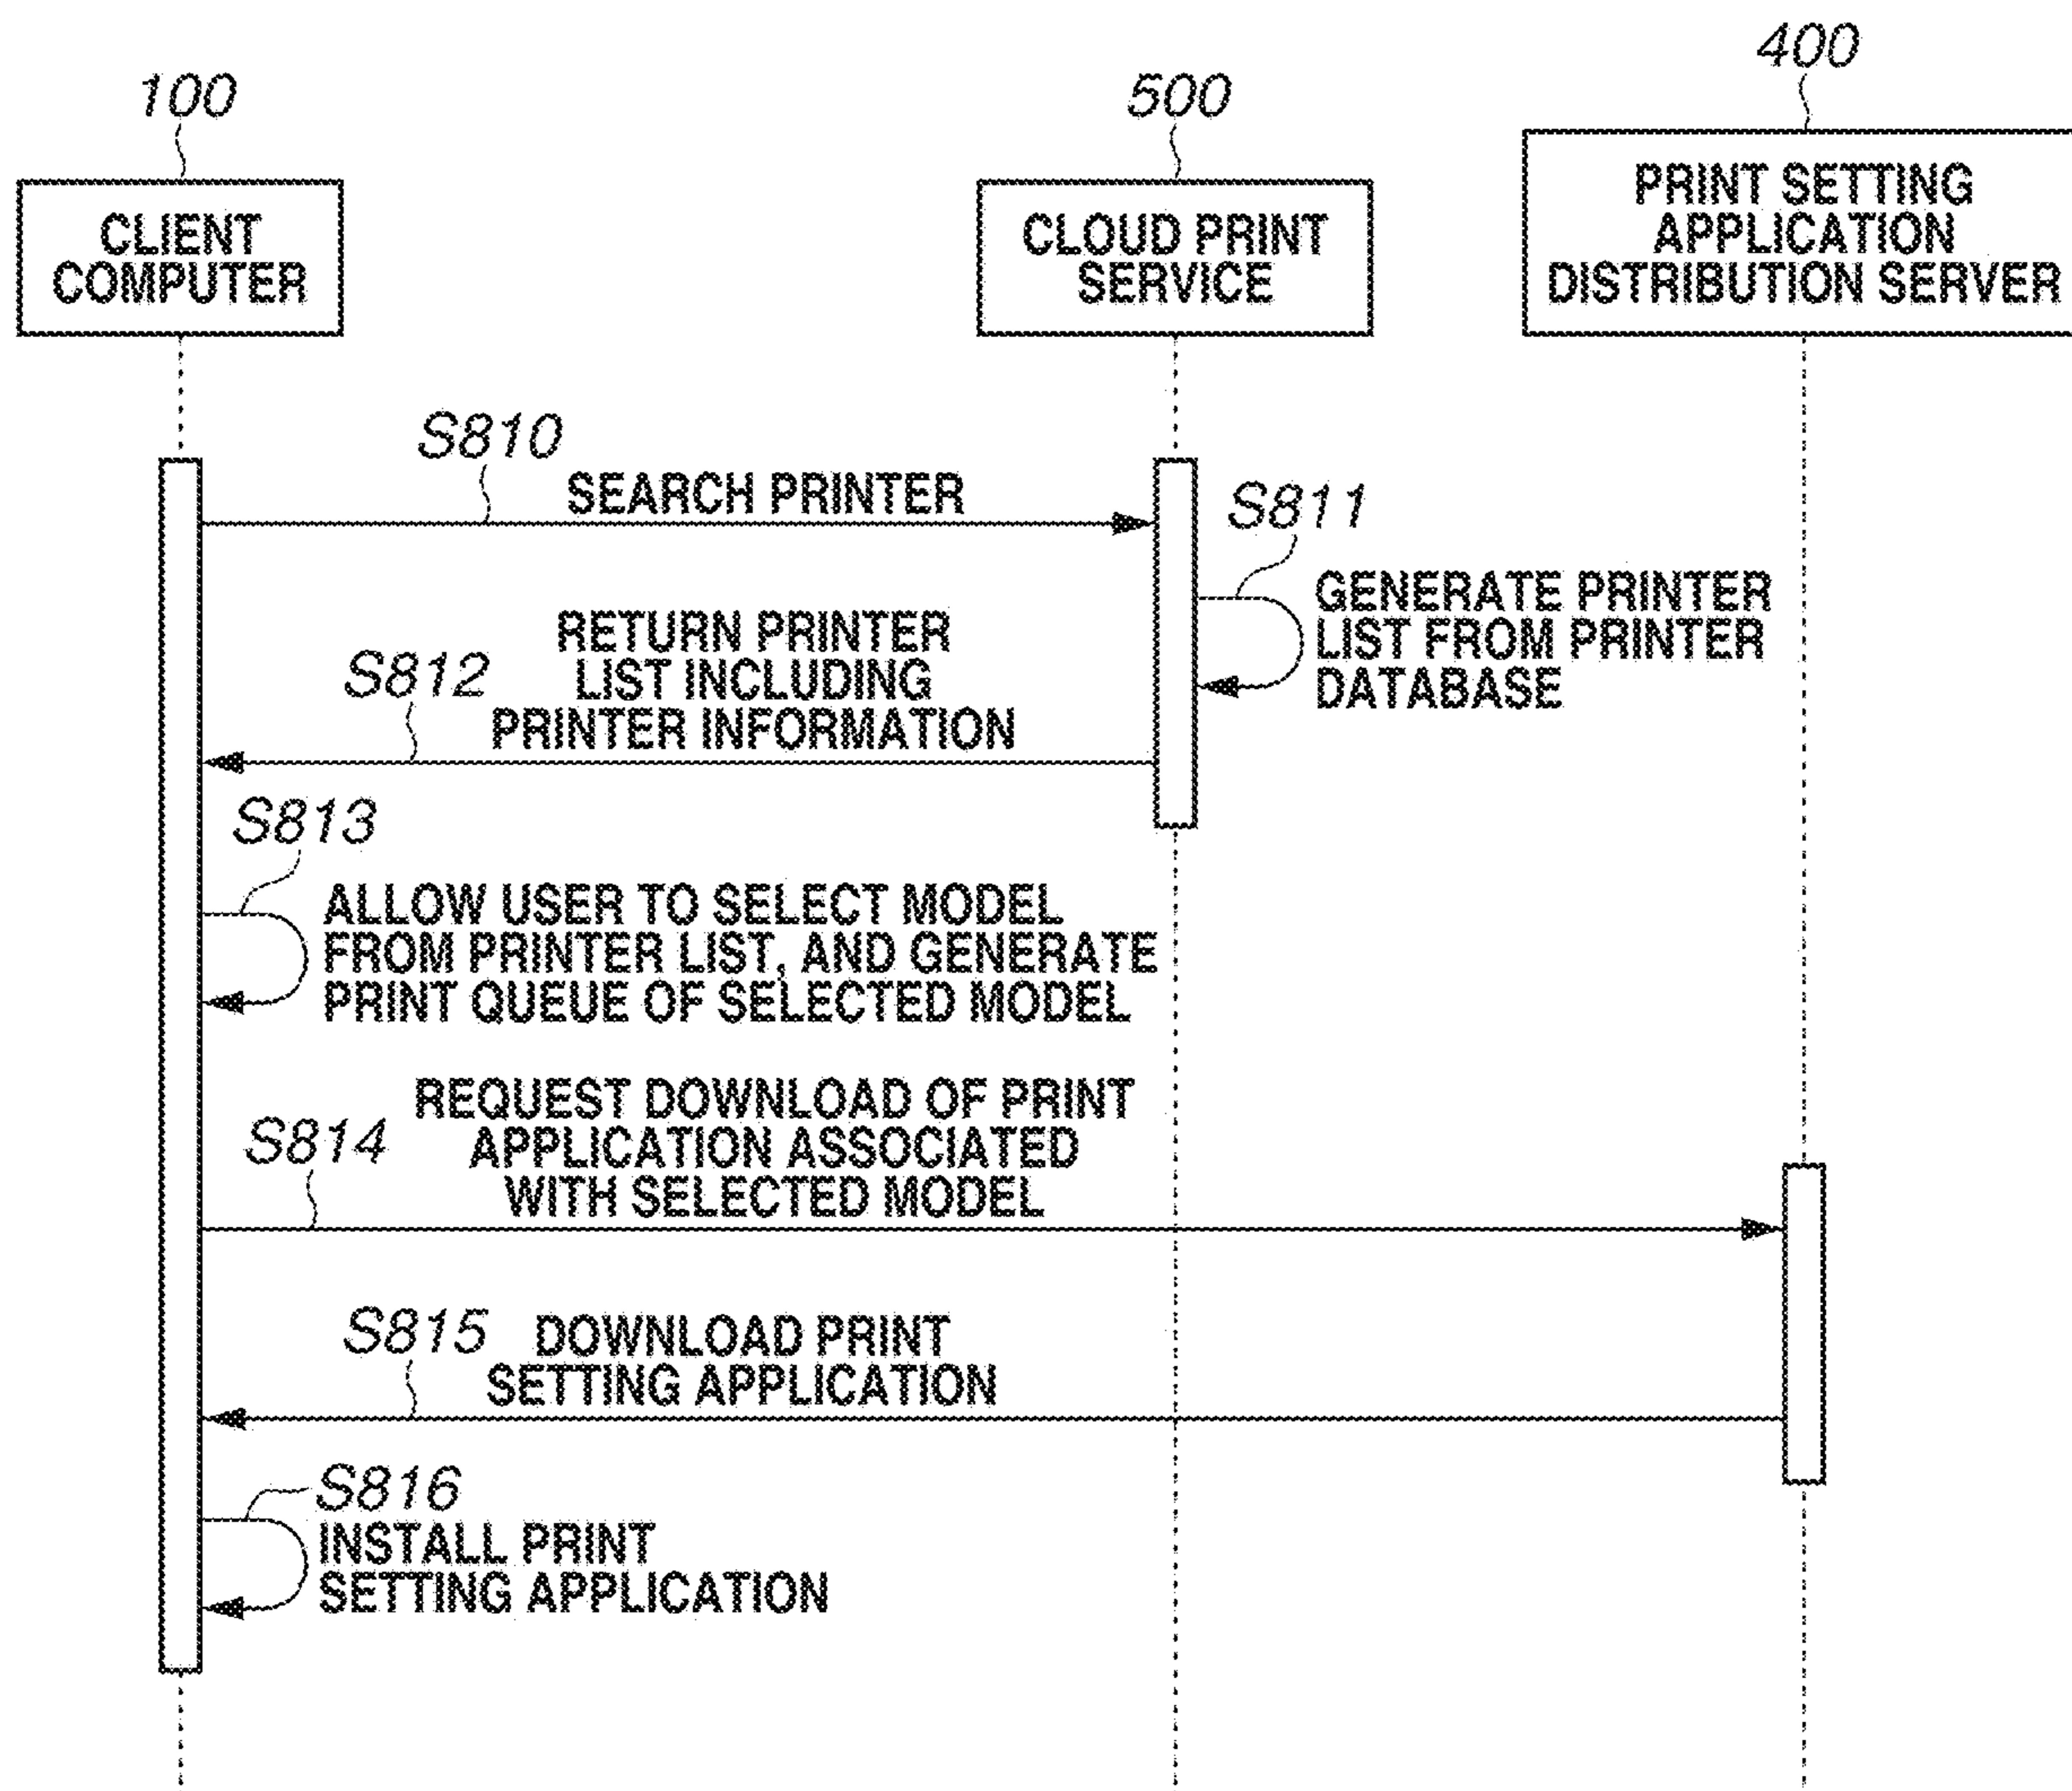 100
500
400
CLIENT
COMPUTER
CLOUD PRINT
SERVICE
PRINT SETTING
APPLICATION
DISTRIBUTION SERVER
S810
SEARCH PRINTER
S811
GENERATE PRINTER
LIST FROM PRINTER
DATABASE
S812
RETURN PRINTER
LIST INCLUDING
PRINTER INFORMATION
S813
ALLOW USER TO SELECT MODEL
FROM PRINTER LIST, AND GENERATE
PRINT QUEUE OF SELECTED MODEL
S814
REQUEST DOWNLOAD OF PRINT
APPLICATION ASSOCIATED
WITH SELECTED MODEL
S815
DOWNLOAD PRINT
SETTING APPLICATION
S816
INSTALL PRINT
SETTING APPLICATION